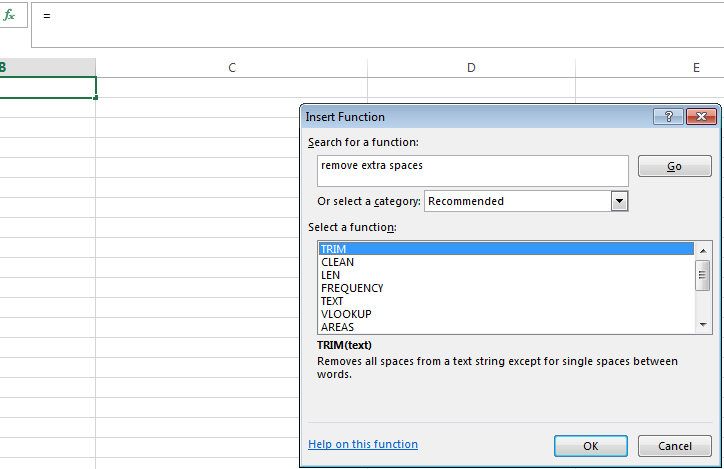 fx =
B C D E
Insert Function ?
Search for a function:
remove extra spaces Go
Or select a category: Recommended
Select a function:
TRIM
CLEAN
LEN
FREQUENCY
TEXT
VLOOKUP
AREAS
TRIM(text)
Removes all spaces from a text string except for single spaces between
words.
Help on this function OK Cancel